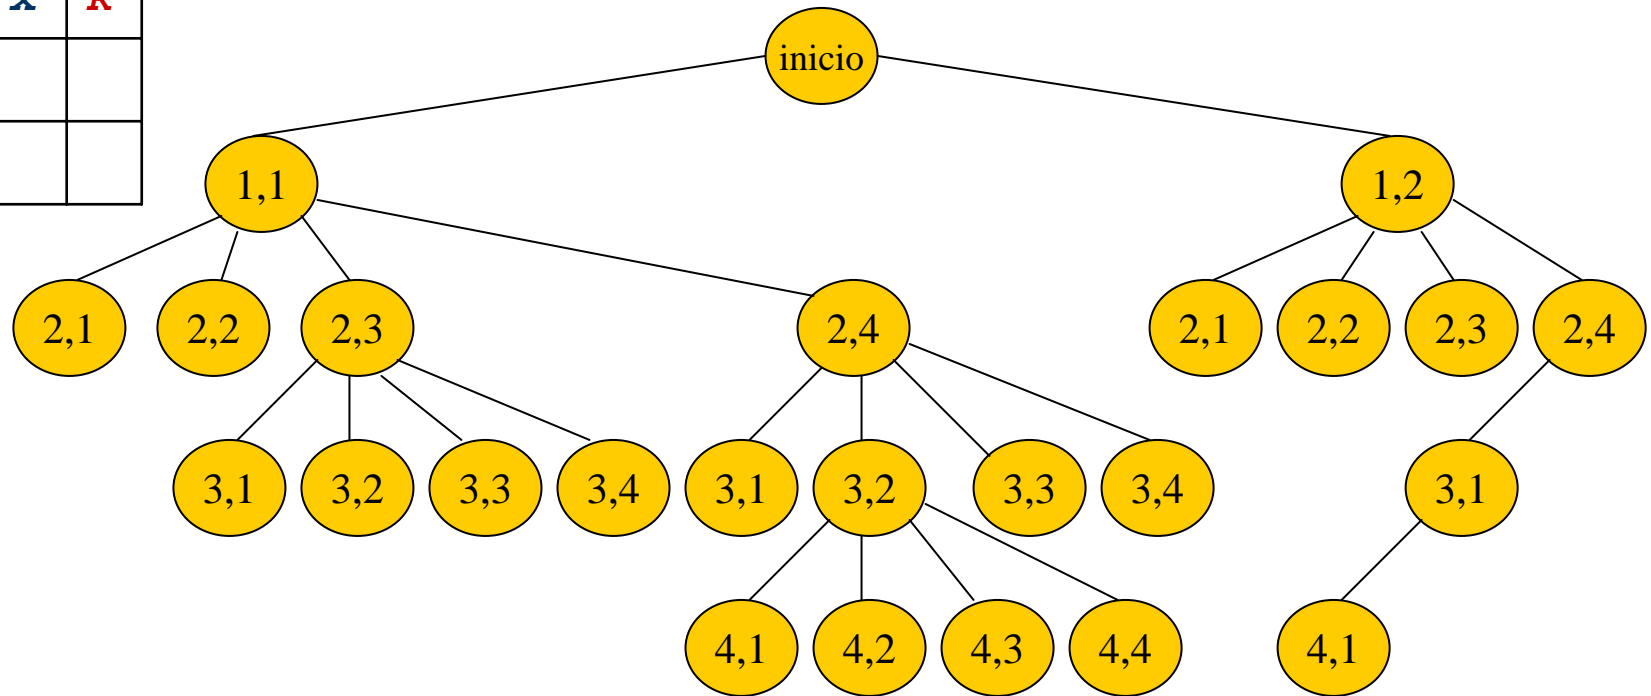 inicio
1,1 1,2
2,1 2,2 2,3 2,4 2,1 2,2 2,3 2,4
3,1 3,2 3,3 3,4 3,1 3,2 3,3 3,4 3,1
4,1 4,2 4,3 4,4 4,1